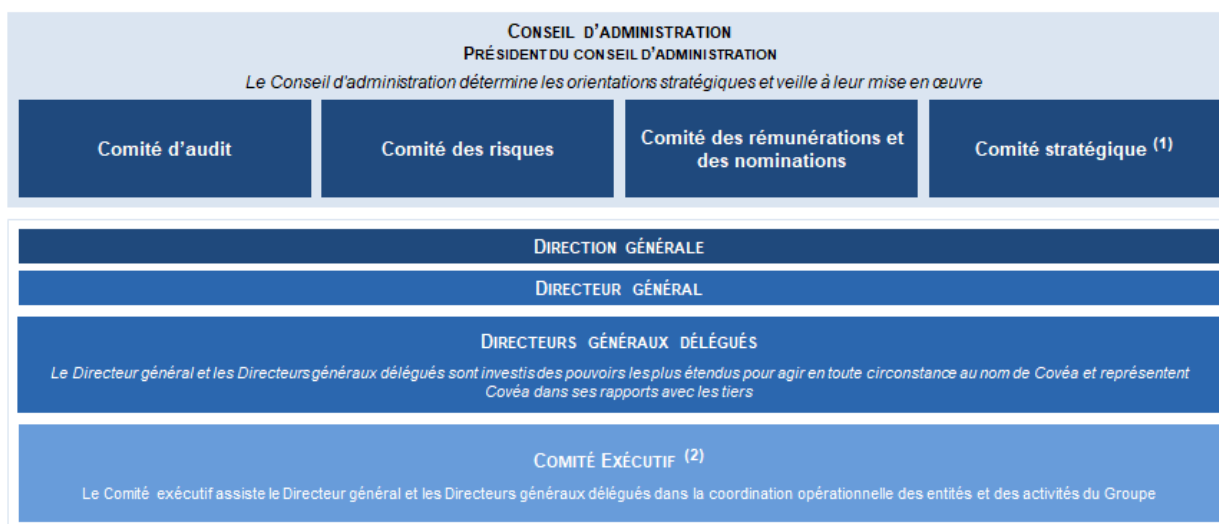 CONSEIL D'ADMINISTRATION
PRÉSIDENT DU CONSEIL D'ADMINISTRATION
Le Conseil d'administration détermine les orientations stratégiques et veille à leur mise en œuvre
Comité d'audit
Comité des risques
Comité des rémunérations et
des nominations
Comité stratégique (1)
DIRECTION GÉNÉRALE
DIRECTEUR GÉNÉRAL
DIRECTEURS GÉNÉRAUX DÉLÉGUÉS
Le Directeur général et les Directeurs généraux délégués sont investis des pouvoirs les plus étendus pour agir en toute circonstance au nom de Covéa et représentent
Covéa dans ses rapports avec les tiers
COMITÉ EXÉCUTIF (2)
Le Comité exécutif assiste le Directeur général et les Directeurs généraux délégués dans la coordination opérationnelle des entités et des activités du Groupe